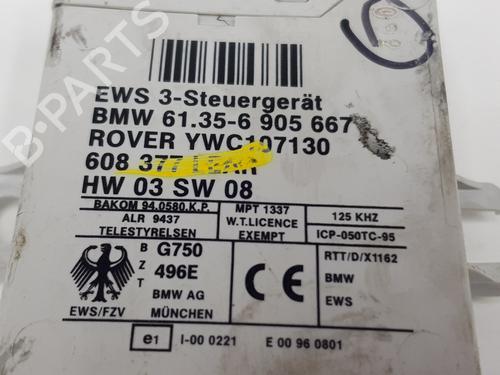 EWS 3-Steuergerät
BMW 61.35-6 905 667
ROVER YWC107130
608 377 LEAR
HW 03 SW 08
BAKOM 94.0580.K.P.
ALR 9437
TELESTYRELSEN
MPT 1337
W.T.LICENCE
EXEMPT
125 KHZ
ICP-050TC-95
B
Z
T
G750
496E
BMW AG
MÜNCHEN
EWS/FZV
CE
RTT/D/X1162
BMW
EWS
e1
I-00 0221
E 00 96 0801
B-PARTS